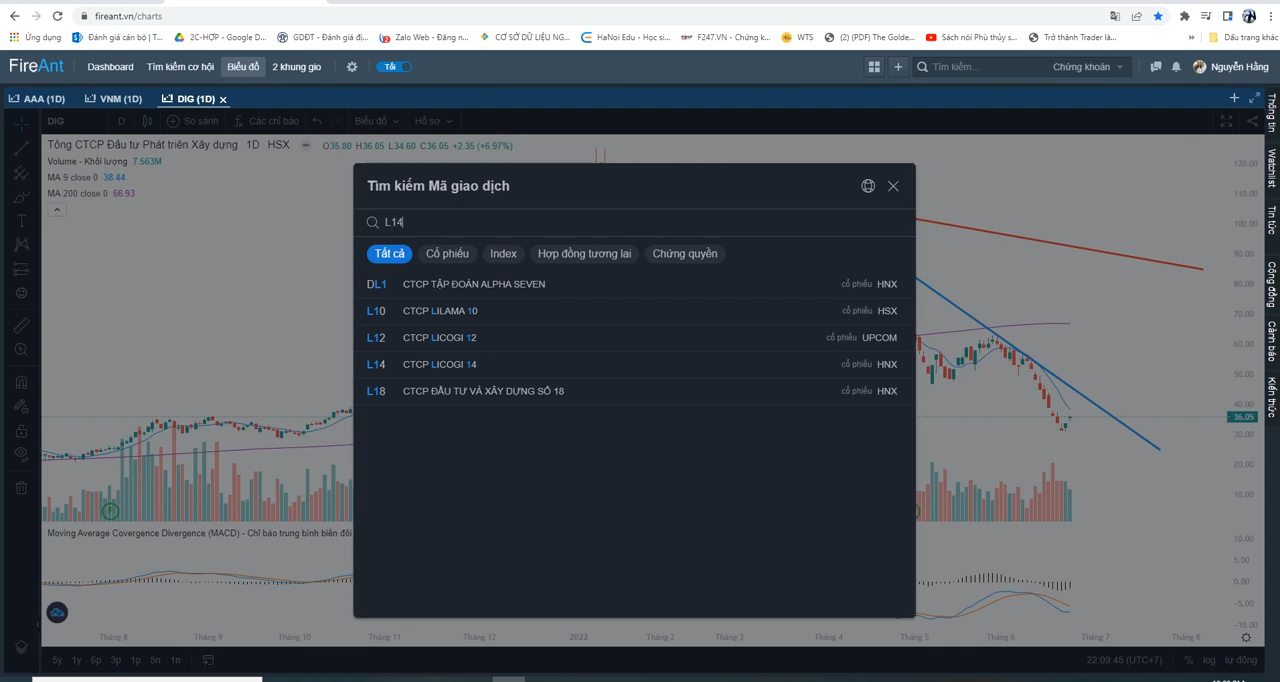 fireant.vn/charts
Ứng dụng Đánh giá cán bộ | T... 2C-HỢP - Google D... GDĐT - Đánh giá đị... Zalo Web - Đăng n... CƠ SỞ DỮ LIỆU NG... HaNoi Edu - Học si... F247.VN - Chứng k... WTS (2) (PDF) The Golde... Sách nói Phù thủy s... Trở thành Trader là... » Dấu trang khác
FireAnt Dashboard Tìm kiếm cơ hội Biểu đồ 2 khung gio Tối Tìm kiếm... Chứng khoán Nguyễn Hằng
AAA (1D) VNM (1D) DIG (1D)
DIG D So sánh Các chỉ báo Biểu đồ Hồ sơ
Tổng CTCP Đầu tư Phát triển Xây dựng 1D HSX O35.80 H36.05 L34.60 C36.05 +2.35 (+6.97%)
Volume - Khối lượng 7.563M
MA 9 close 0 38.44
MA 200 close 0 66.93
Tìm kiếm Mã giao dịch
L14
Tất cả Cổ phiếu Index Hợp đồng tương lai Chứng quyền
DL1 CTCP TẬP ĐOÀN ALPHA SEVEN cổ phiếu HNX
L10 CTCP LILAMA 10 cổ phiếu HSX
L12 CTCP LICOGI 12 cổ phiếu UPCOM
L14 CTCP LICOGI 14 cổ phiếu HNX
L18 CTCP ĐẦU TƯ VÀ XÂY DỰNG SỐ 18 cổ phiếu HNX
120.00
110.00
100.00
90.00
80.00
70.00
60.00
50.00
40.00
36.05
30.00
20.00
10.00
F
Moving Average Covergence Divergence (MACD) - Chỉ báo trung bình biến đổi
10.00
5.00
0.00
−5.00
−10.00
Tháng 8 Tháng 9 Tháng 10 Tháng 11 Tháng 12 2022 Tháng 2 Tháng 3 Tháng 4 Tháng 5 Tháng 6 Tháng 7 Tháng 8
5y 1y 6p 3p 1p 5n 1n 22:09:45 (UTC+7) % log tự động
Thông tin
Watchlist
Tin tức
Cộng đồng
Cảnh báo
Kiến thức